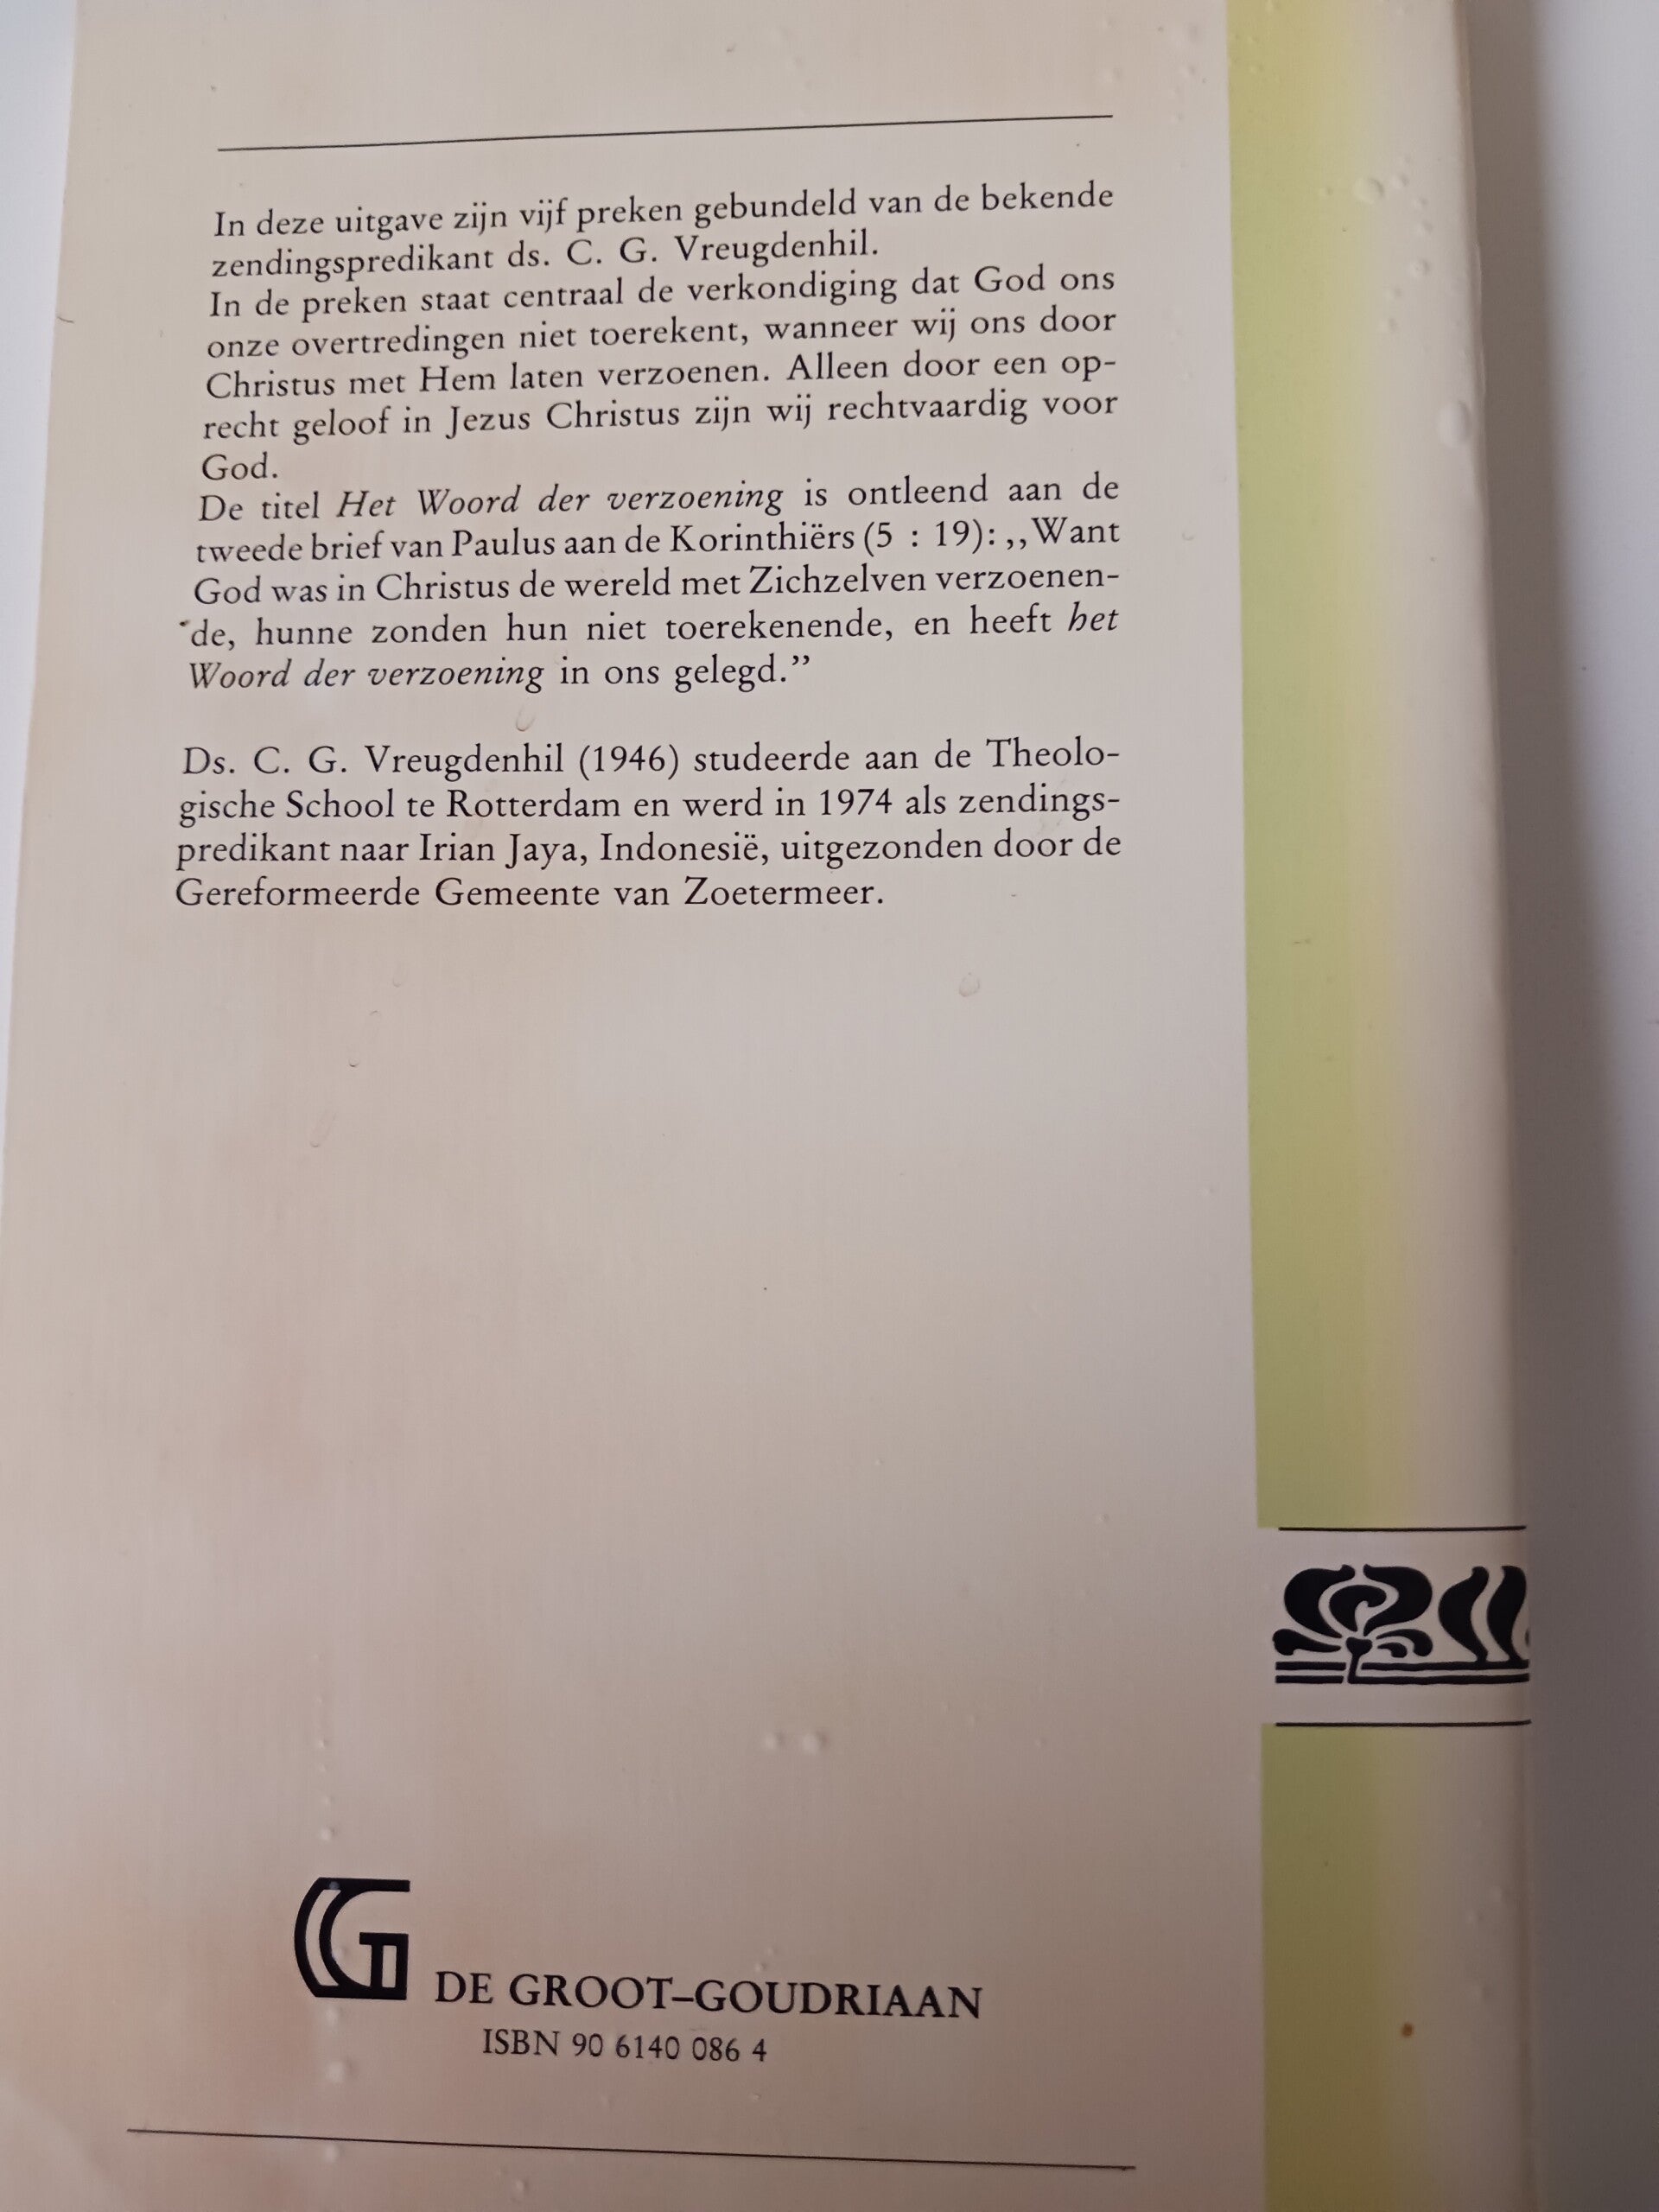 In deze uitgave zijn vijf preken gebundeld van de bekende
zendingspredikant ds. C. G. Vreugdenhil.
In de preken staat centraal de verkondiging dat God ons
onze overtredingen niet toerekent, wanneer wij ons door
Christus met Hem laten verzoenen. Alleen door een op-
recht geloof in Jezus Christus zijn wij rechtvaardig voor
God.
De titel Het Woord der verzoening is ontleend aan de
tweede brief van Paulus aan de Korinthiërs (5 : 19): ,,Want
God was in Christus de wereld met Zichzelven verzoenen-
de, hunne zonden hun niet toerekenende, en heeft het
Woord der verzoening in ons gelegd.”
Ds. C. G. Vreugdenhil (1946) studeerde aan de Theolo-
gische School te Rotterdam en werd in 1974 als zendings-
predikant naar Irian Jaya, Indonesië, uitgezonden door de
Gereformeerde Gemeente van Zoetermeer.
DE GROOT–GOUDRIAAN
ISBN 90 6140 086 4